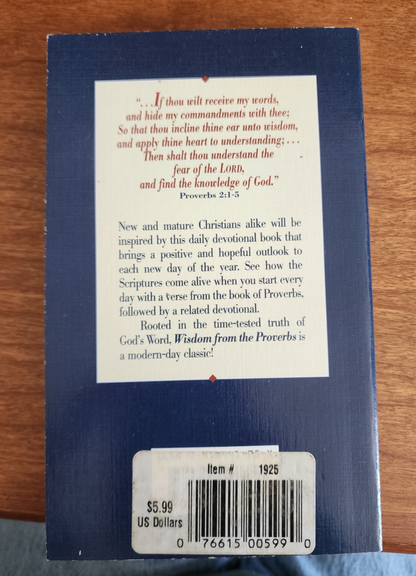 “...If thou wilt receive my words,
and hide my commandments with thee;
So that thou incline thine ear unto wisdom,
and apply thine heart to understanding; . . .
Then shalt thou understand the
fear of the LORD,
and find the knowledge of God.”
Proverbs 2:1-5
New and mature Christians alike will be
inspired by this daily devotional book that
brings a positive and hopeful outlook to
each new day of the year. See how the
Scriptures come alive when you start every
day with a verse from the book of Proverbs,
followed by a related devotional.
Rooted in the time-tested truth of
God's Word, Wisdom from the Proverbs is
a modern-day classic!
Item # 1925
$5.99
US Dollars
0 76615 00599 0